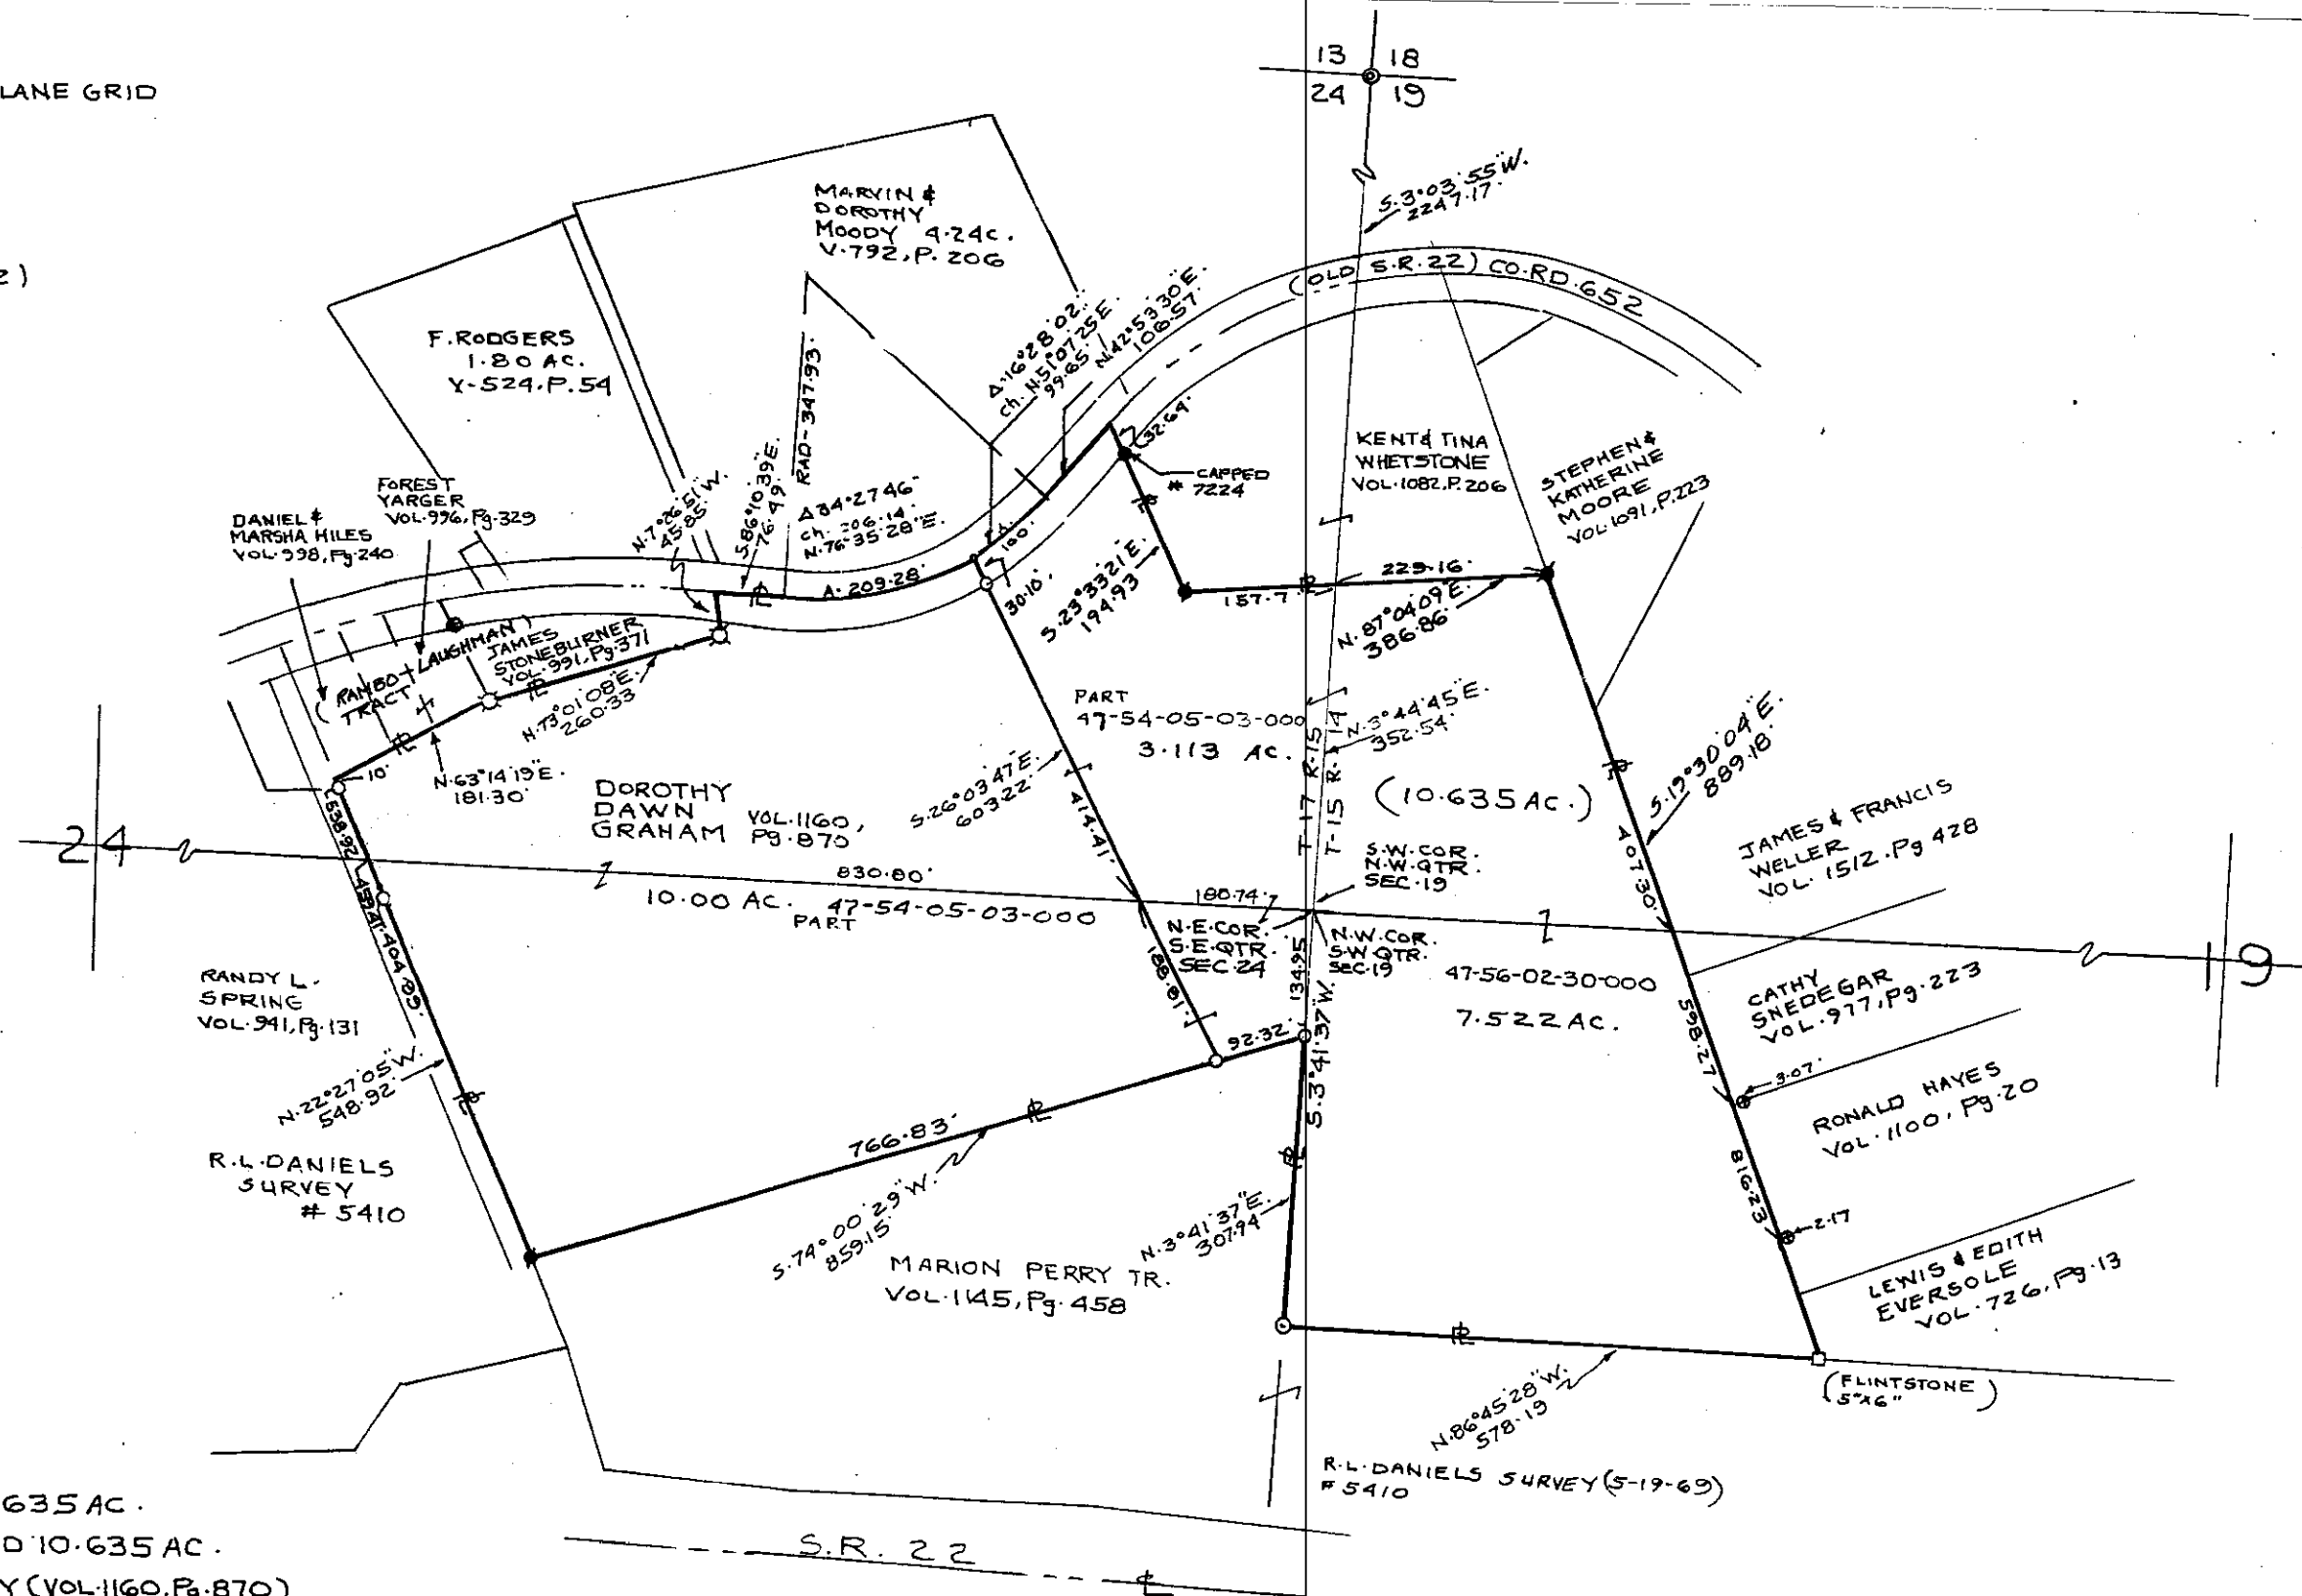 LANE GRID
13 18
24 19
S.3°03'55"W.
2247.17'
MARVIN &
DOROTHY
MOODY 4.24C.
V.792, P. 206
F. RODGERS
1.80 AC.
V-524, P. 54
(OLD S.R. 22) CO. RD. 652
Δ 16°28'02"
ch. N.51°07'25"E.
99.65'
N.42°53'30"E.
106.57'
RAD-347.93'
FOREST
YARGER
VOL.996, Pg.329
DANIEL &
MARSHA HILES
VOL.998, Pg.240
N.7°26'51"W.
45.85'
S.86°10'39"E.
76.49'
Δ 34°27'46"
ch. 206.14'
N.76°35'28"E.
A. 209.28'
100'
30.10'
32.69'
CAPPED
# 7224
KENT & TINA
WHETSTONE
VOL.1082, P.206
STEPHEN &
KATHERINE
MOORE
VOL.1091, P.223
S.23°33'21"E.
194.93
157.7
229.16'
N.87°04'09"E.
386.86'
(RAMBO + LAUGHMAN)
TRACT
JAMES
STONEBURNER
VOL.991, Pg.371
N.73°01'08"E.
260.33
10'
N.63°14'19"E.
181.30'
PART
47-54-05-03-000
3.113 AC.
N.3°44'45"E.
352.54'
T-17 R-15
T-15 R-14
(10.635 AC.)
S.19°30'04"E.
889.18'
DOROTHY
DAWN
GRAHAM VOL.1160,
Pg.870
S.26°03'47"E.
603.22'
414.41'
538.92
407.30'
JAMES & FRANCIS
WELLER
VOL. 1512, Pg 428
24
830.80'
10.00 AC. 47-54-05-03-000
PART
180.74'
S.W. COR.
N.W. QTR.
SEC.19
N.E. COR.
S.E. QTR.
SEC.24
N.W. COR.
S.W. QTR.
SEC.19
19
134.95
S.3°41'37"W.
47-56-02-30-000
7.522 AC.
404.89'
188.81'
92.32'
RANDY L.
SPRING
VOL.941, Pg.131
CATHY
SNEDEGAR
VOL.977, Pg.223
598.27
3.07'
RONALD HAYES
VOL.1100, Pg.20
N.22°27'05"W.
548.92'
R.L. DANIELS
SURVEY
# 5410
766.83'
S.74°00'29"W.
859.15'
N.3°41'37"E.
307.94
MARION PERRY TR.
VOL.1145, Pg.458
816.23
2.17
LEWIS & EDITH
EVERSOLE
VOL.726, Pg.13
(FLINTSTONE)
5"x6"
N.86°45'28"W.
578.19
R.L. DANIELS SURVEY (5-19-69)
# 5410
S.R. 22
635 AC.
10.635 AC.
(VOL.1160, Pg.870)